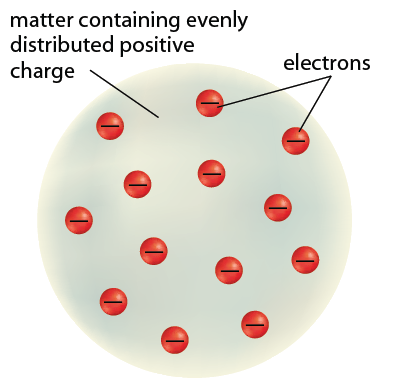 matter containing evenly
distributed positive
charge
electrons